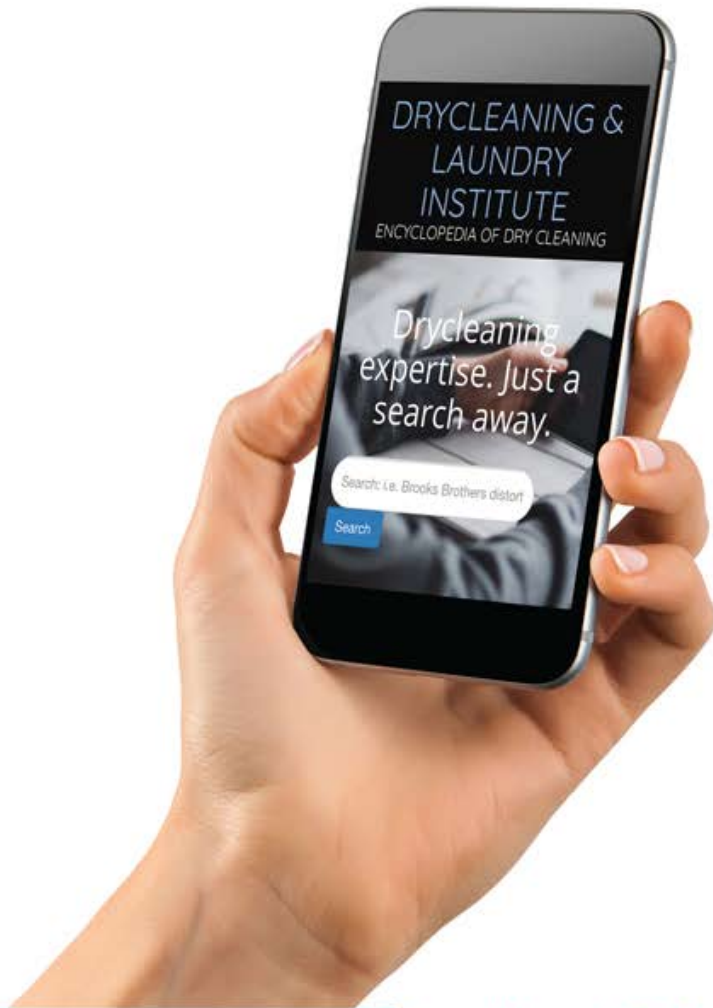 DRYCLEANING &
LAUNDRY
INSTITUTE
ENCYCLOPEDIA OF DRY CLEANING
Drycleaning
expertise. Just a
search away.
Search: i.e. Brooks Brothers distort
Search